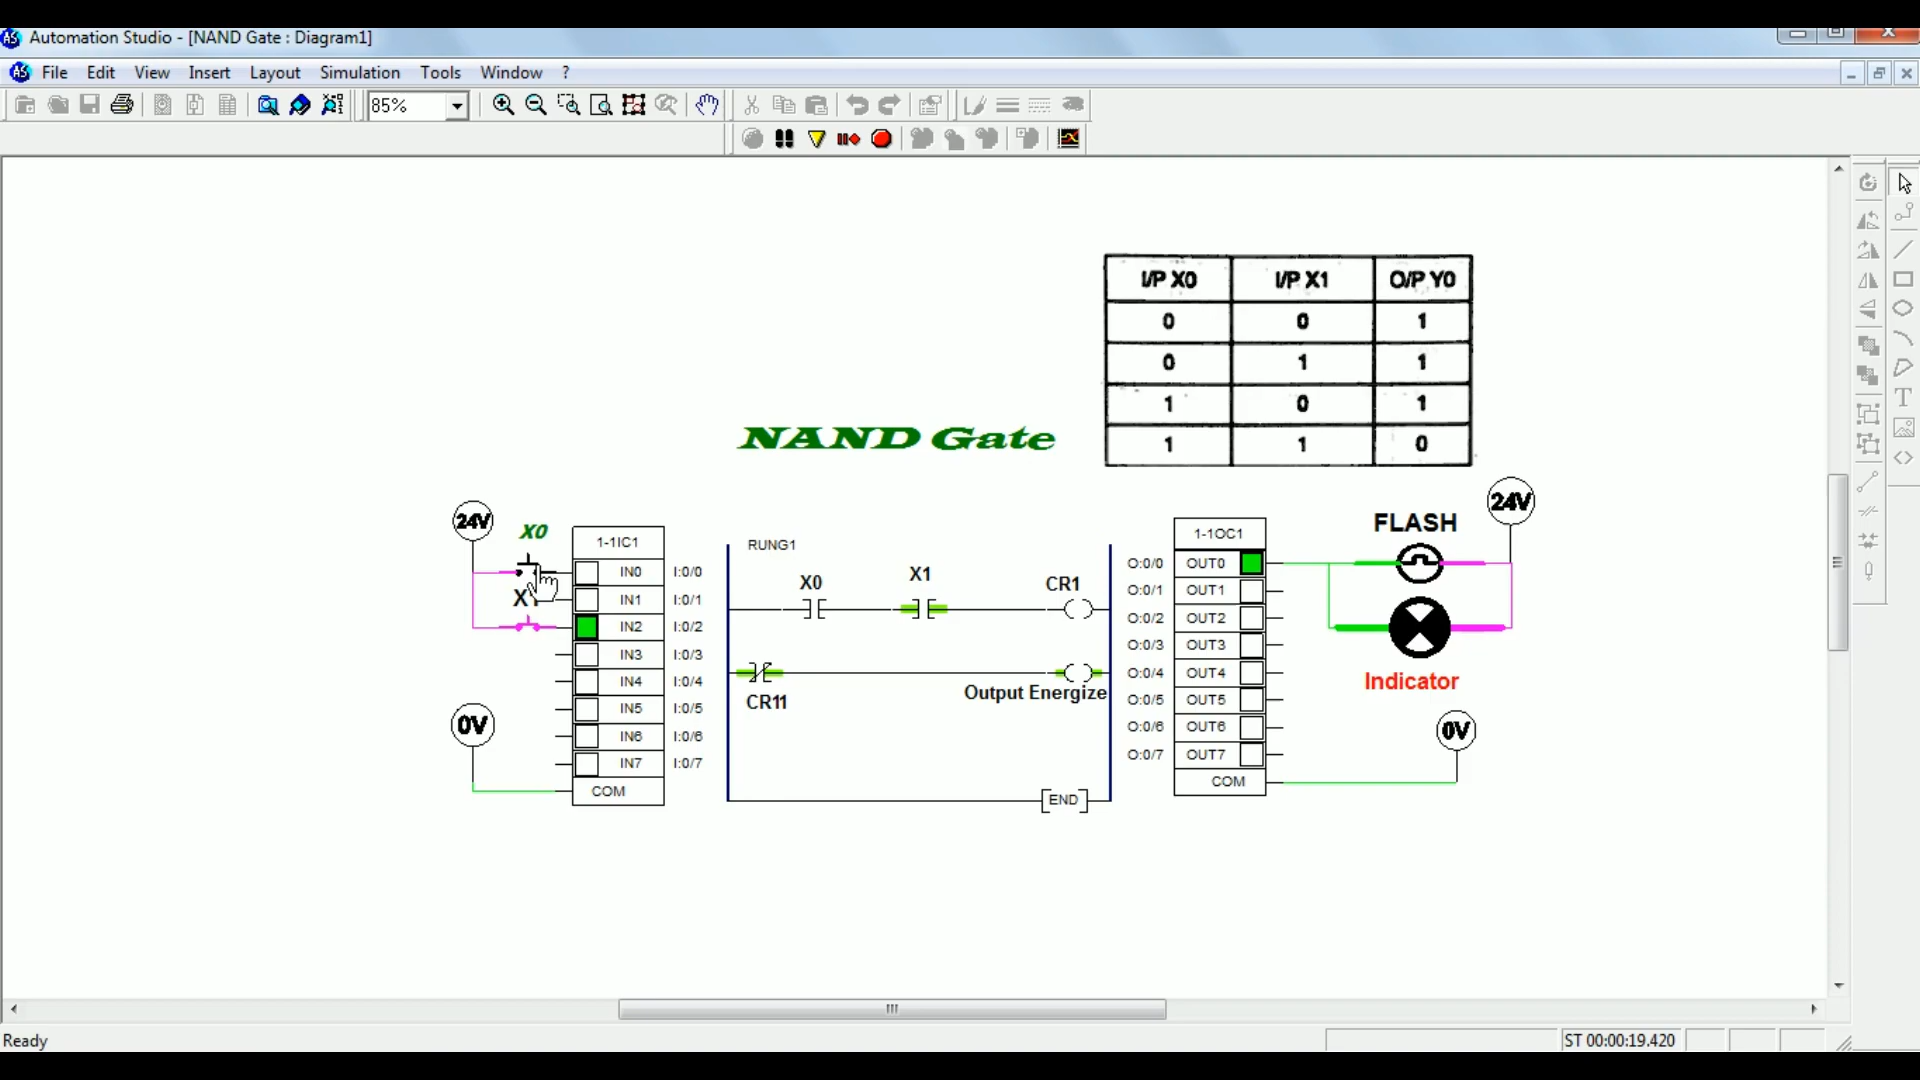 Automation Studio - [NAND Gate : Diagram1]
File Edit View Insert Layout Simulation Tools Window ?
85%
I/P X0 I/P X1 O/P Y0
0 0 1
0 1 1
1 0 1
1 1 0
NAND Gate
24V
X0
X1
0V
1-1IC1
IN0 I:0/0
IN1 I:0/1
IN2 I:0/2
IN3 I:0/3
IN4 I:0/4
IN5 I:0/5
IN6 I:0/6
IN7 I:0/7
COM
RUNG1
X0 X1 CR1
CR11 Output Energize
END
1-1OC1
O:0/0 OUT0
O:0/1 OUT1
O:0/2 OUT2
O:0/3 OUT3
O:0/4 OUT4
O:0/5 OUT5
O:0/6 OUT6
O:0/7 OUT7
COM
FLASH
24V
Indicator
0V
Ready
ST 00:00:19.420